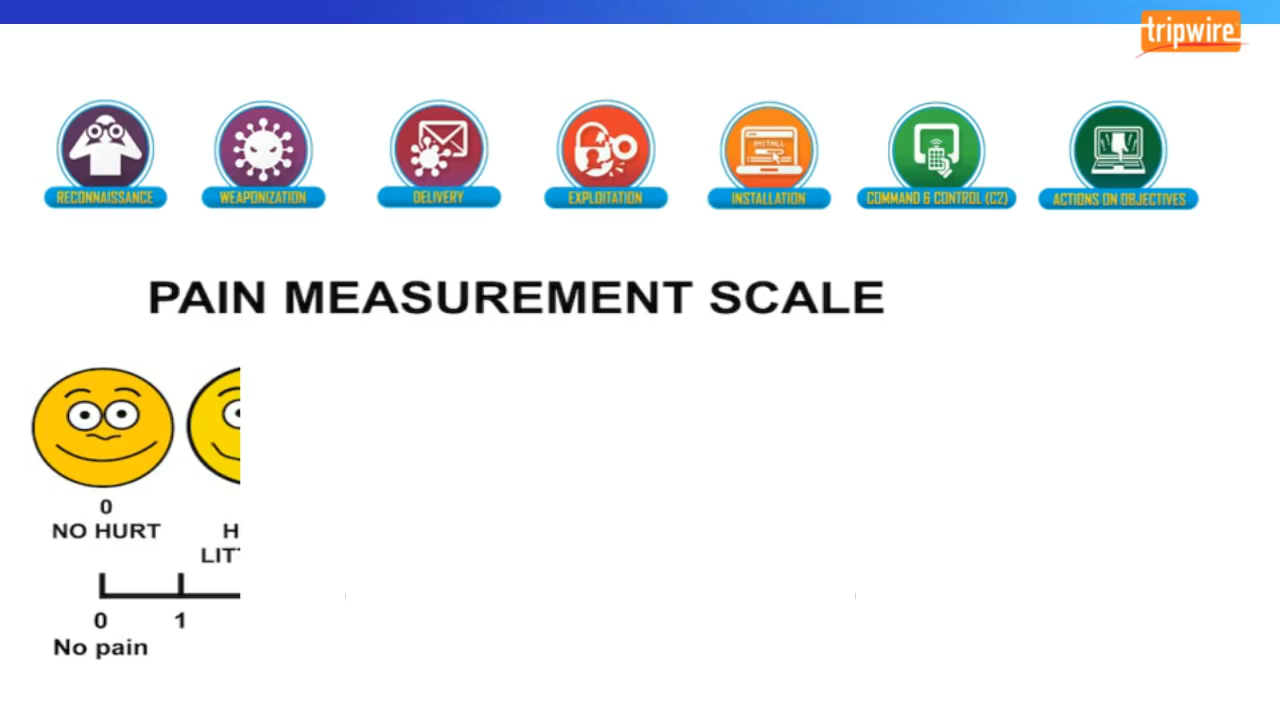 tripwire
INSTALL
RECONNAISSANCE
WEAPONIZATION
DELIVERY
EXPLOITATION
INSTALLATION
COMMAND & CONTROL (C2)
ACTIONS ON OBJECTIVES
PAIN MEASUREMENT SCALE
0
NO HURT H
LIT
0 1
No pain